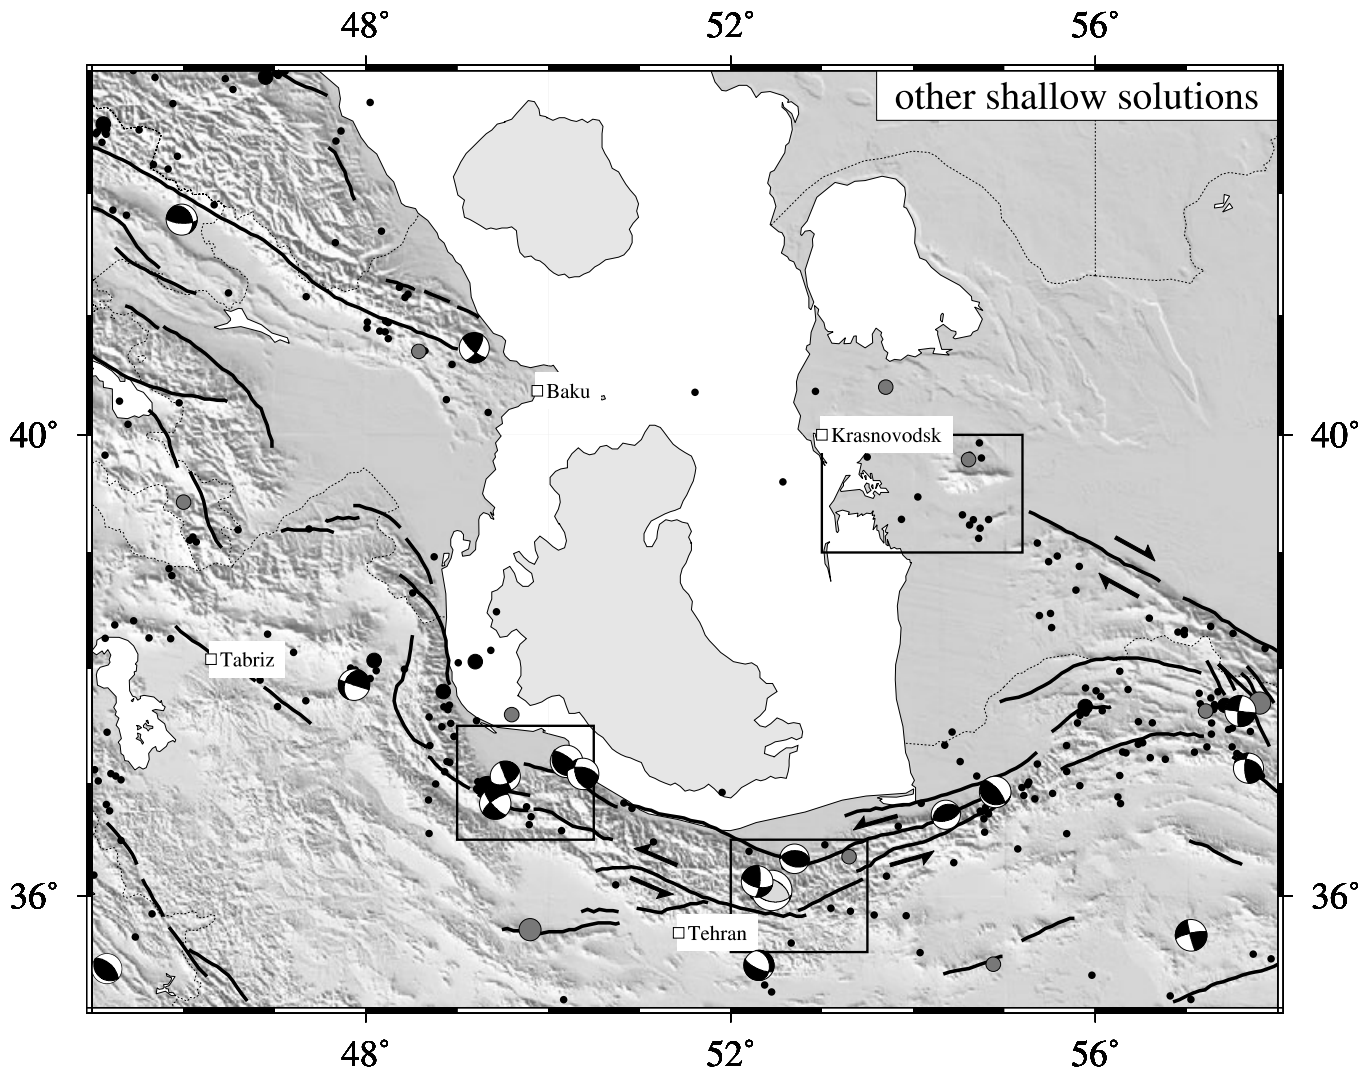 48° 52° 56°
other shallow solutions
Baku
40° Krasnovodsk 40°
Tabriz
36° 36°
Tehran
48° 52° 56°